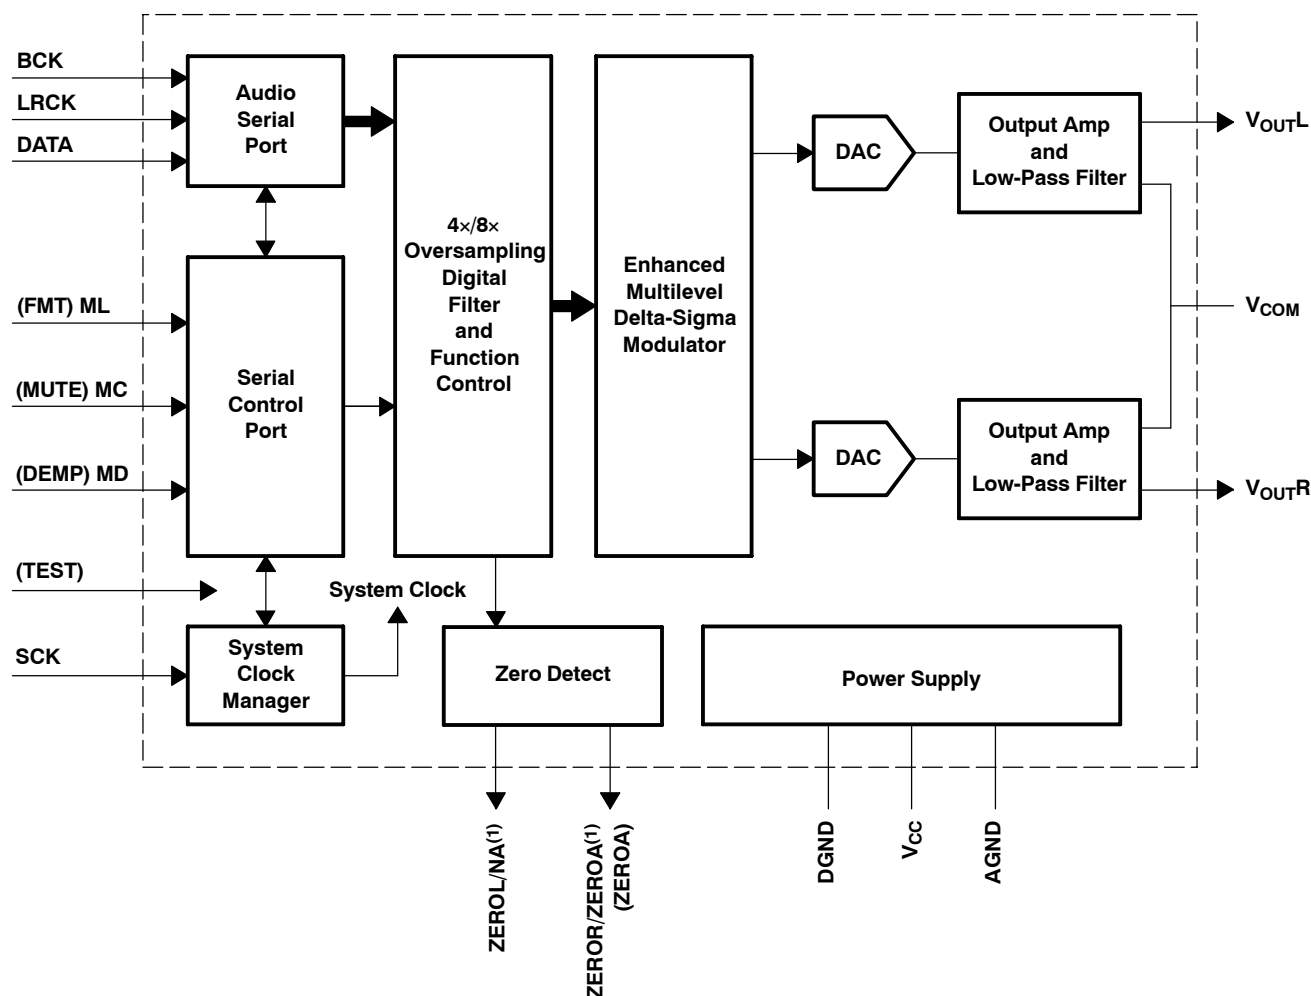 BCK
LRCK
DATA
Audio
Serial
Port
(FMT) ML
(MUTE) MC
(DEMP) MD
Serial
Control
Port
(TEST)
SCK
System
Clock
Manager
System Clock
4×/8×
Oversampling
Digital
Filter
and
Function
Control
Enhanced
Multilevel
Delta-Sigma
Modulator
DAC
Output Amp
and
Low-Pass Filter
VOUTL
VCOM
DAC
Output Amp
and
Low-Pass Filter
VOUTR
Zero Detect
Power Supply
ZEROL/NA(1)
ZEROR/ZEROA(1)
(ZEROA)
DGND
VCC
AGND